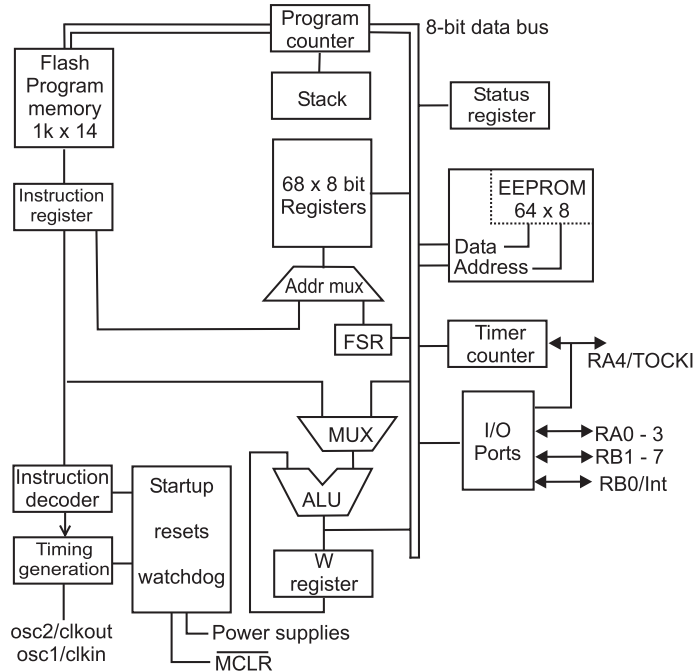 Program
counter
8-bit data bus
Flash
Program
memory
1k x 14
Stack
Status
register
68 x 8 bit
Registers
EEPROM
64 x 8
Data
Address
Instruction
register
Addr mux
FSR
Timer
counter
RA4/TOCKI
I/O
Ports
RA0 - 3
RB1 - 7
RB0/Int
MUX
ALU
Instruction
decoder
Startup
resets
watchdog
Timing
generation
W
register
osc2/clkout
osc1/clkin
Power supplies
MCLR